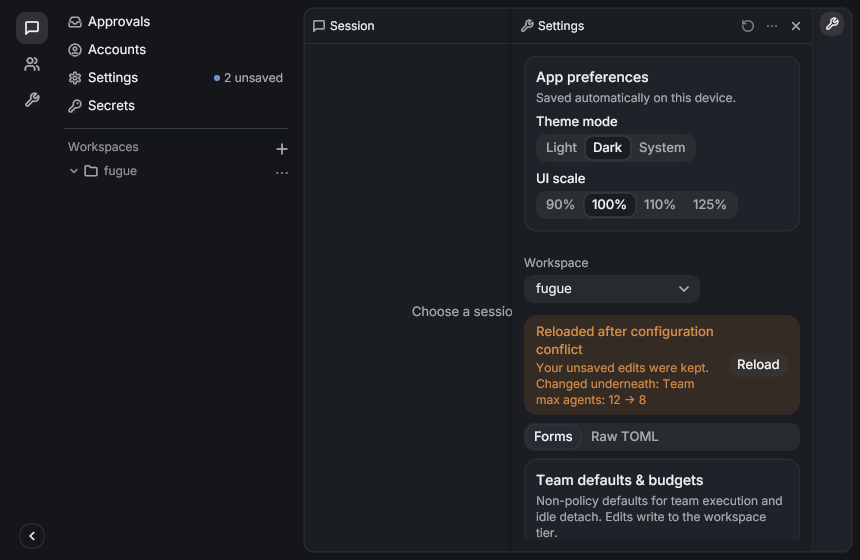 Approvals
Accounts
Settings
2 unsaved
Secrets
Workspaces
fugue
Session
Choose a sessio
Settings
App preferences
Saved automatically on this device.
Theme mode
Light Dark System
UI scale
90% 100% 110% 125%
Workspace
fugue
Reloaded after configuration
conflict
Your unsaved edits were kept.
Changed underneath: Team
max agents: 12 → 8
Reload
Forms Raw TOML
Team defaults & budgets
Non-policy defaults for team execution and
idle detach. Edits write to the workspace
tier.